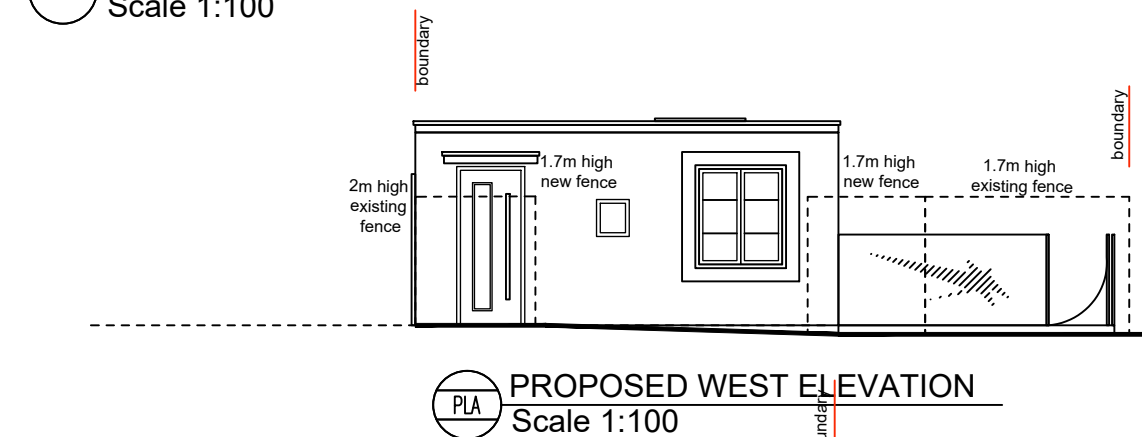 Scale 1:100
boundary
boundary
1.7m high
new fence
1.7m high
new fence
1.7m high
existing fence
2m high
existing
fence
PLA
PROPOSED WEST ELEVATION
Scale 1:100